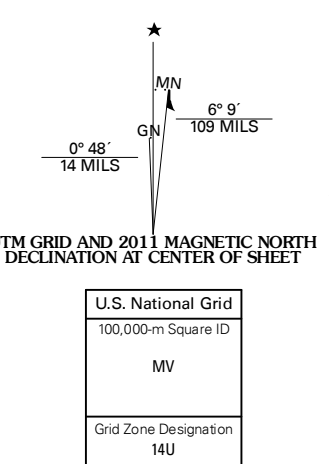 MN
6° 9´
109 MILS
GN
0° 48´
14 MILS
UTM GRID AND 2011 MAGNETIC NORTH
DECLINATION AT CENTER OF SHEET
U.S. National Grid
100,000-m Square ID
MV
Grid Zone Designation
14U